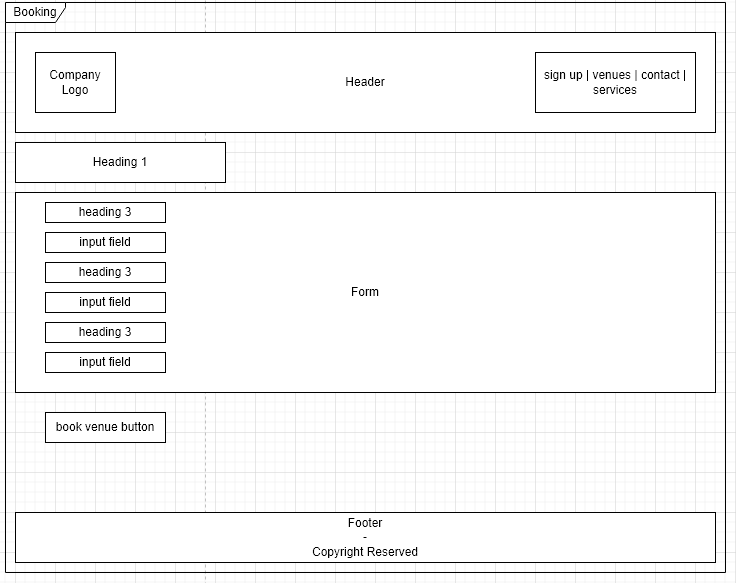 Booking
Company
Logo
Header
sign up | venues | contact |
services
Heading 1
heading 3
input field
heading 3
input field
heading 3
input field
Form
book venue button
Footer
-
Copyright Reserved